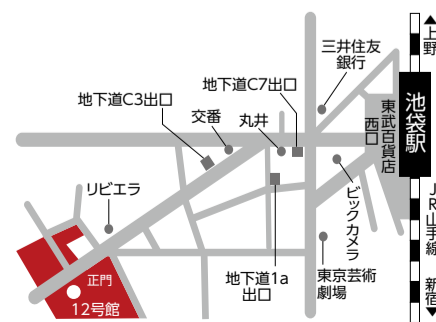 ▲上野
三井住友
銀行
池袋駅
東武百貨店
西口
地下道C7出口
地下道C3出口
交番
丸井
リビエラ
ビックカメラ
JR山手線
正門
12号館
地下道1a
出口
東京芸術
劇場
新宿▼